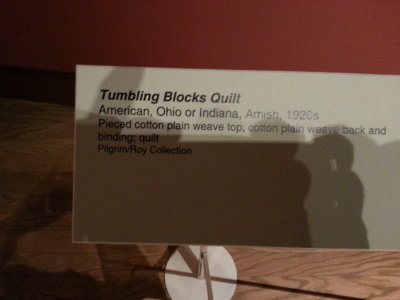 Tumbling Blocks Quilt
American, Ohio or Indiana, Amish, 1920s
Pieced cotton plain weave top, cotton plain weave back and
binding; quilt
Pilgrim/Roy Collection